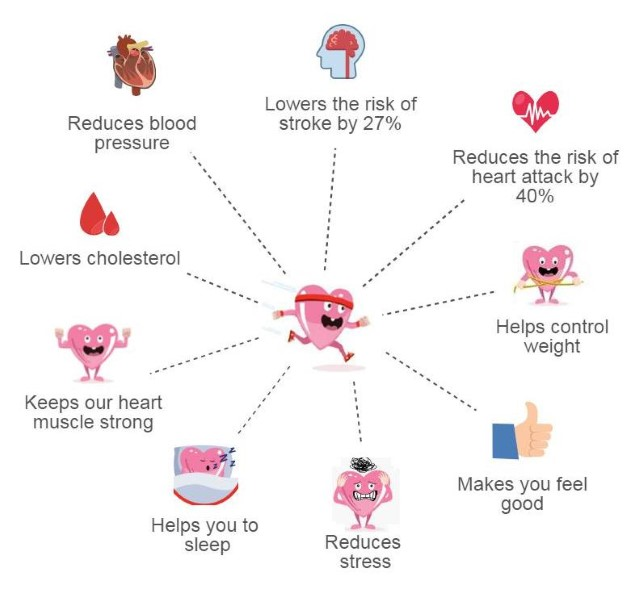 Lowers the risk of
stroke by 27%
Reduces blood
pressure
Reduces the risk of
heart attack by
40%
Lowers cholesterol
Helps control
weight
Keeps our heart
muscle strong
Makes you feel
good
Helps you to
sleep
Reduces
stress